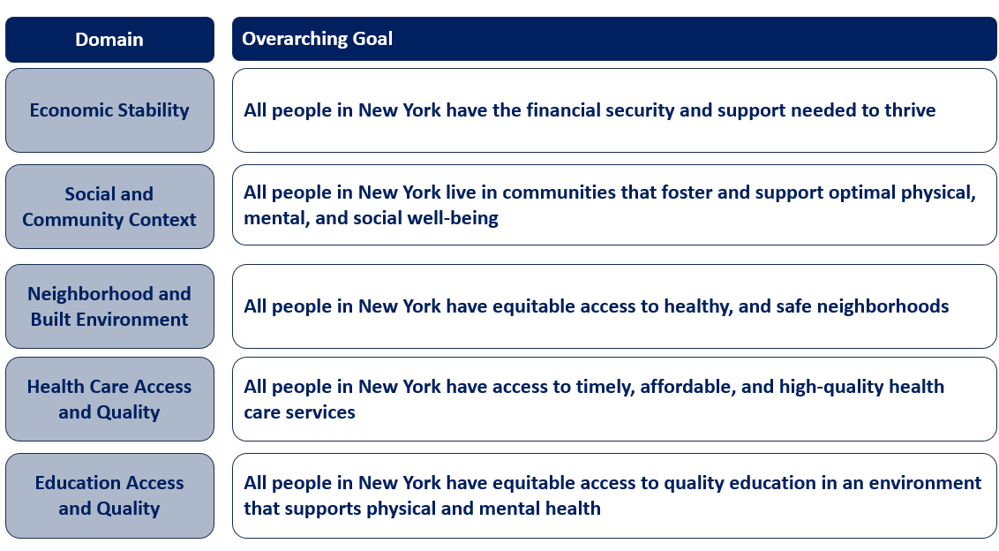 Domain
Overarching Goal
Economic Stability
All people in New York have the financial security and support needed to thrive
Social and
Community Context
All people in New York live in communities that foster and support optimal physical,
mental, and social well-being
Neighborhood and
Built Environment
All people in New York have equitable access to healthy, and safe neighborhoods
Health Care Access
and Quality
All people in New York have access to timely, affordable, and high-quality health
care services
Education Access
and Quality
All people in New York have equitable access to quality education in an environment
that supports physical and mental health